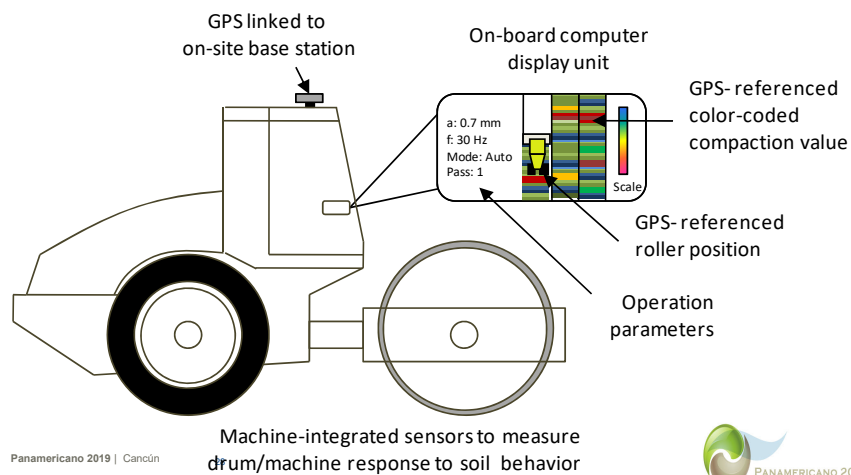 GPS linked to
on-site base station
On-board computer
display unit
GPS- referenced
color-coded
compaction value
a: 0.7 mm
f: 30 Hz
Mode: Auto
Pass: 1
Scale
GPS- referenced
roller position
Operation
parameters
Machine-integrated sensors to measure
drum/machine response to soil behavior
Panamericano 2019 | Cancún
PANAMERICANO 20